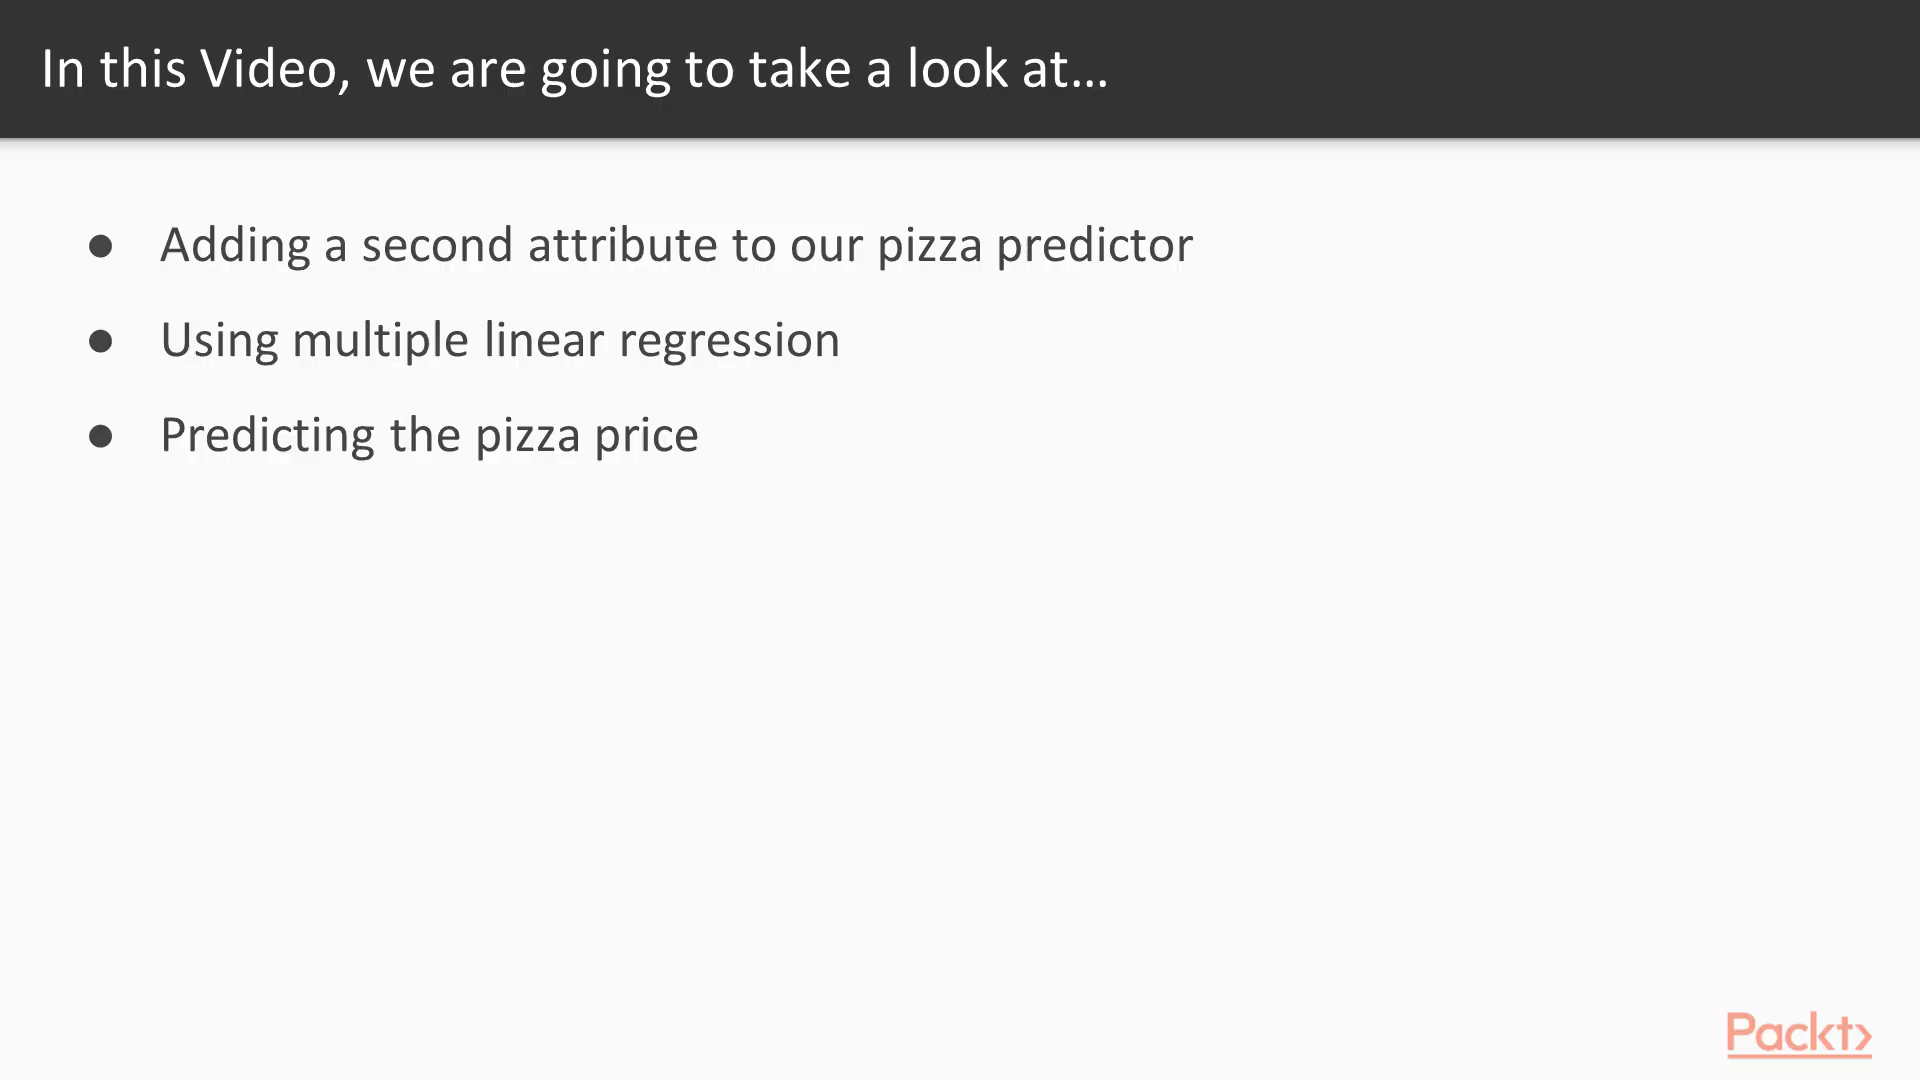 In this Video, we are going to take a look at...
● Adding a second attribute to our pizza predictor
● Using multiple linear regression
● Predicting the pizza price
Packt>